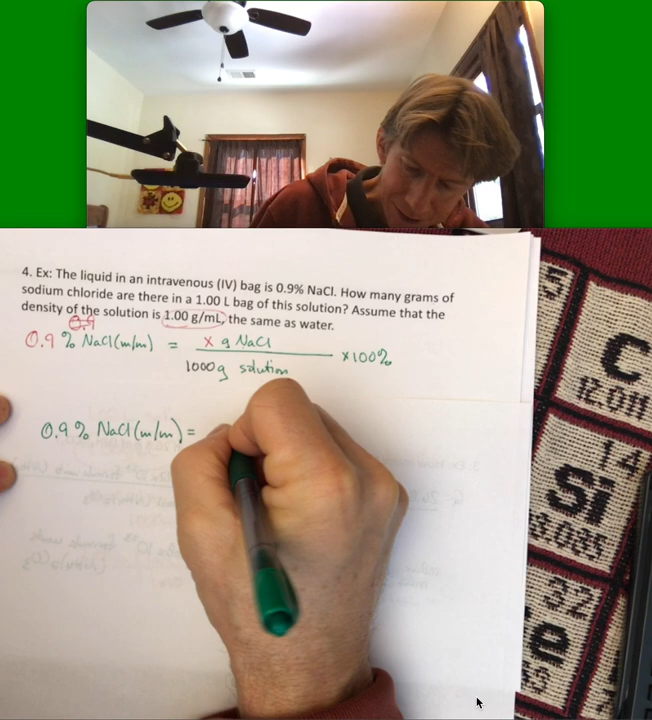 4. Ex: The liquid in an intravenous (IV) bag is 0.9% NaCl. How many grams of
sodium chloride are there in a 1.00 L bag of this solution? Assume that the
density of the solution is 1.00 g/mL, the same as water.
0.9
0.9 % NaCl (m/m) = x g NaCl
1000g solution
×100%
0.9% NaCl (m/m) =
5
C
12.011
14
Si
32
e